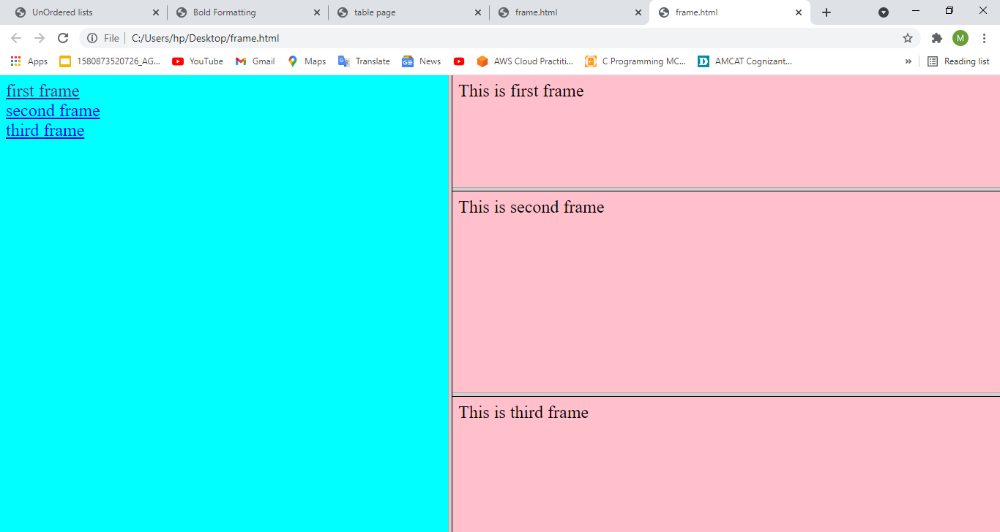 UnOrdered lists
Bold Formatting
table page
frame.html
frame.html
File
C:/Users/hp/Desktop/frame.html
M
Apps
1580873520726_AG...
YouTube
Gmail
Maps
Translate
News
AWS Cloud Practiti...
C Programming MC...
D
AMCAT Cognizant...
»
Reading list
first frame
second frame
third frame
This is first frame
This is second frame
This is third frame